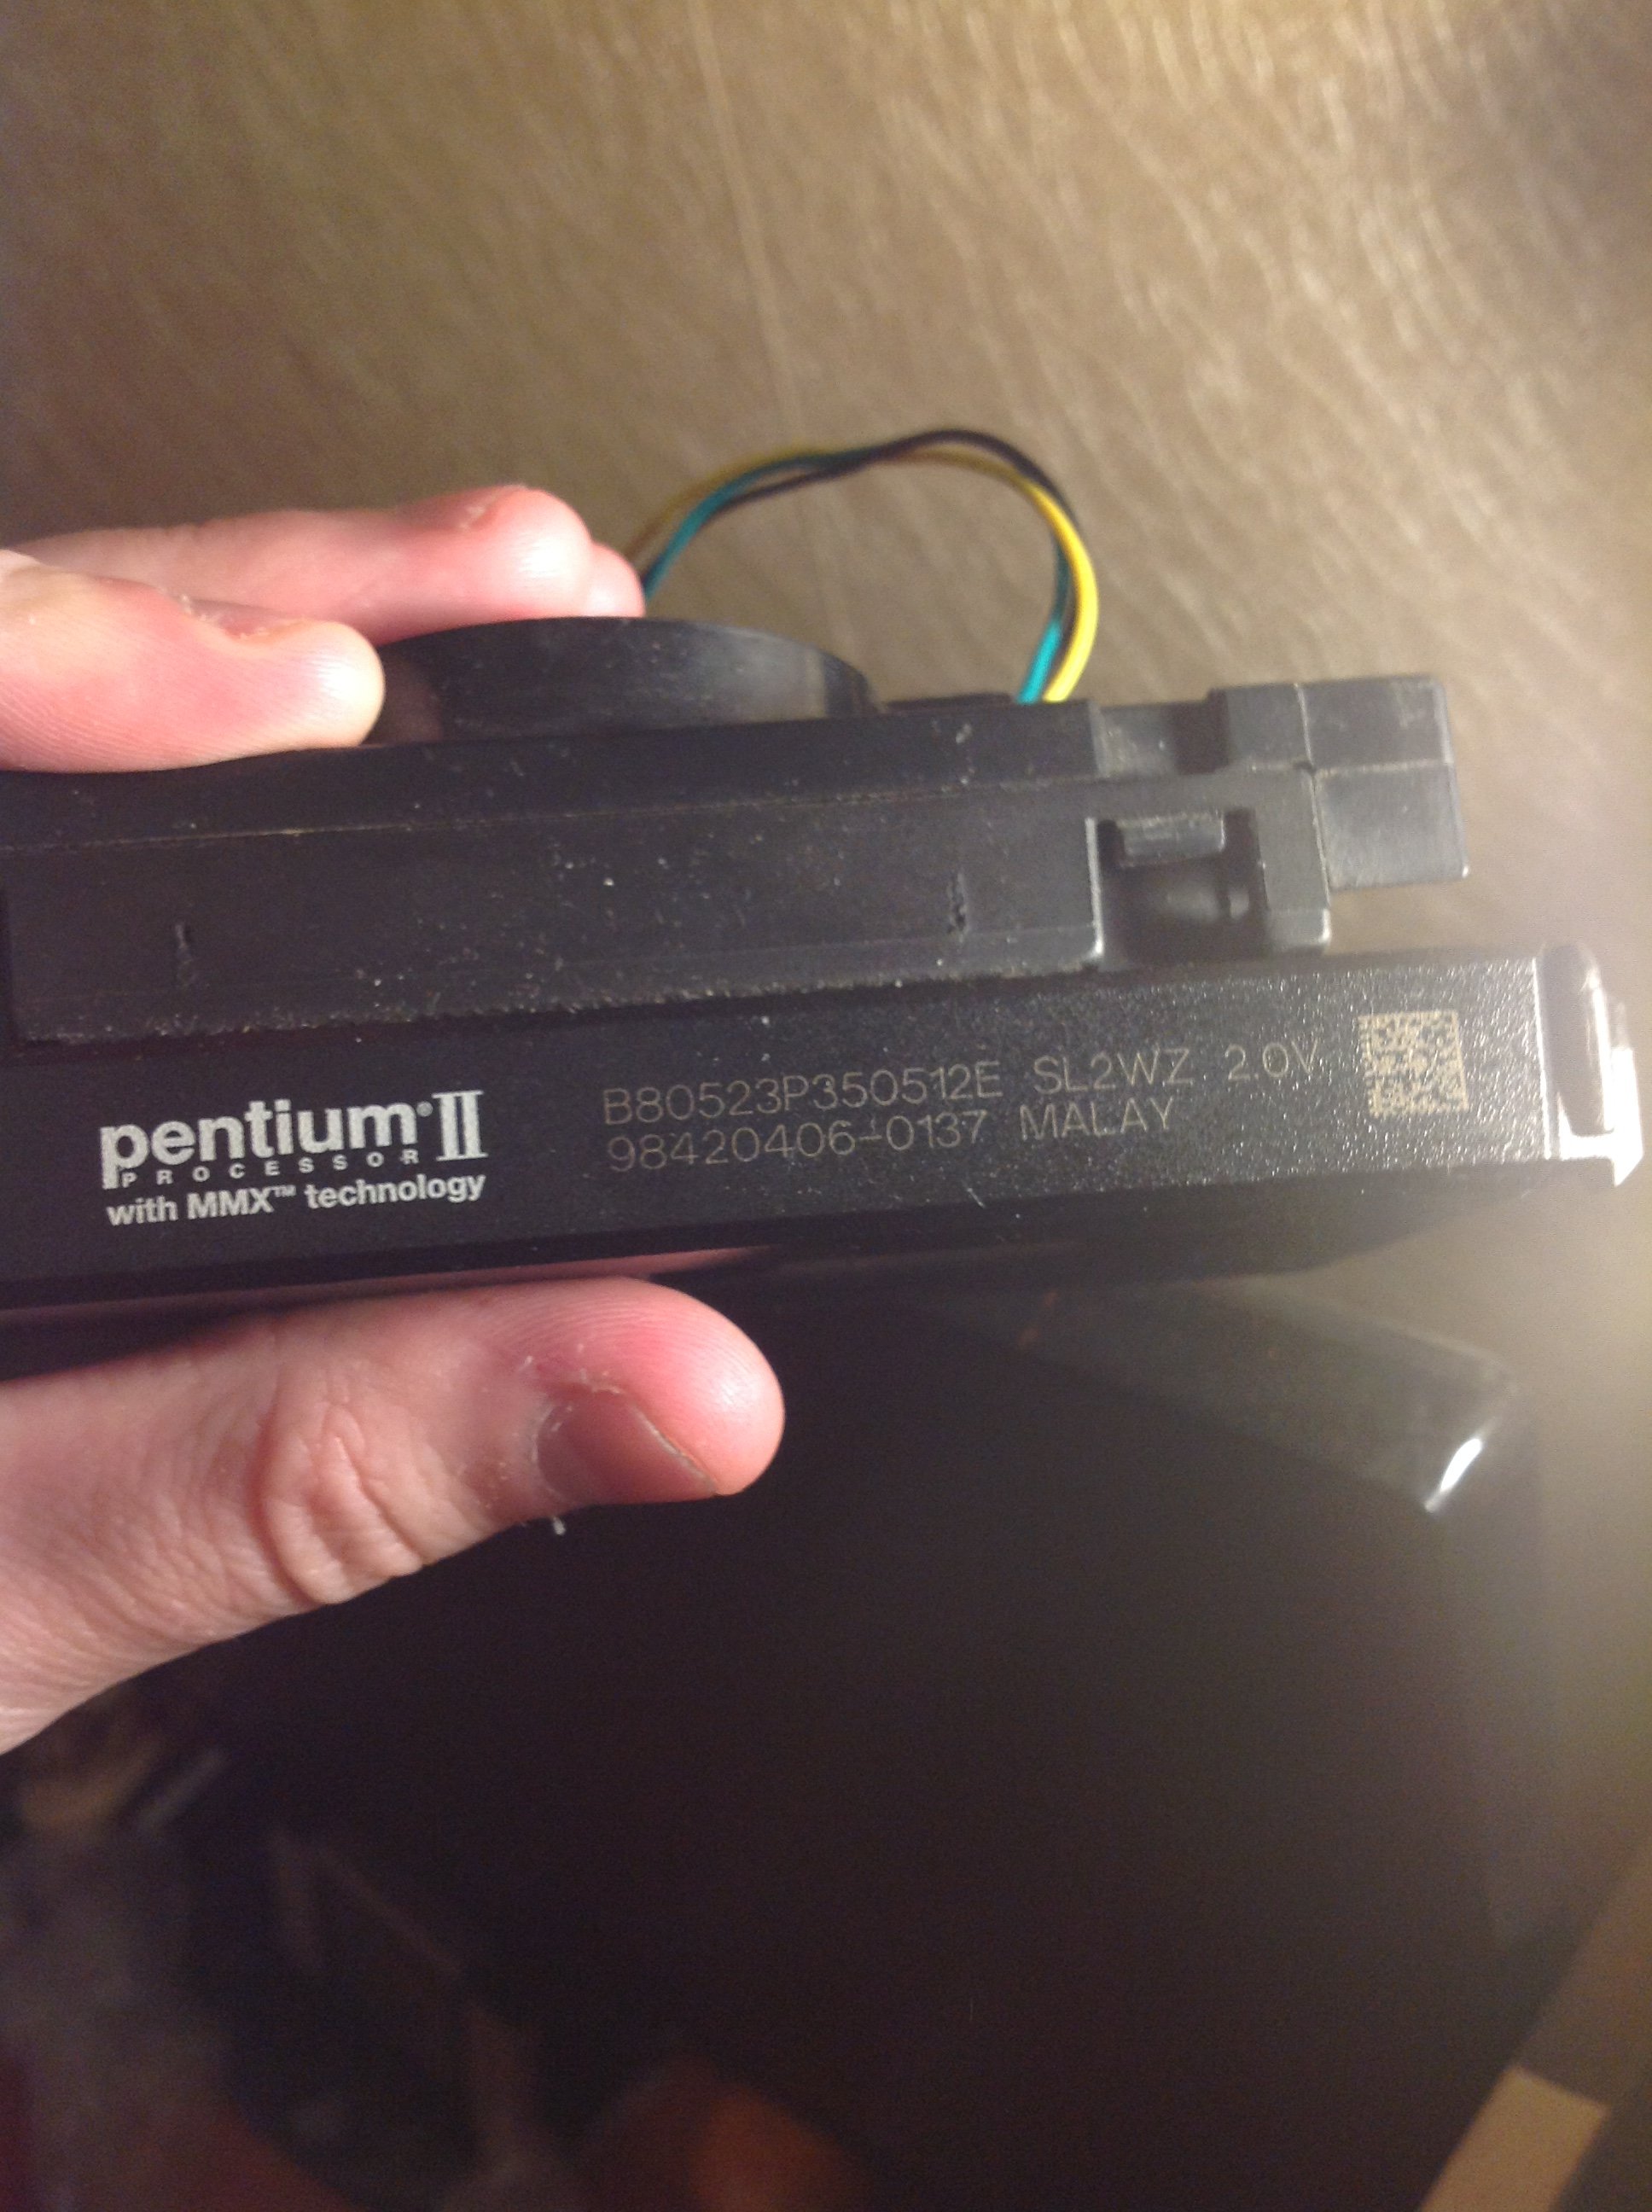 pentium® II
PROCESSOR
with MMX™ technology
B80523P350512E SL2WZ 2.0V
98420406-0137 MALAY